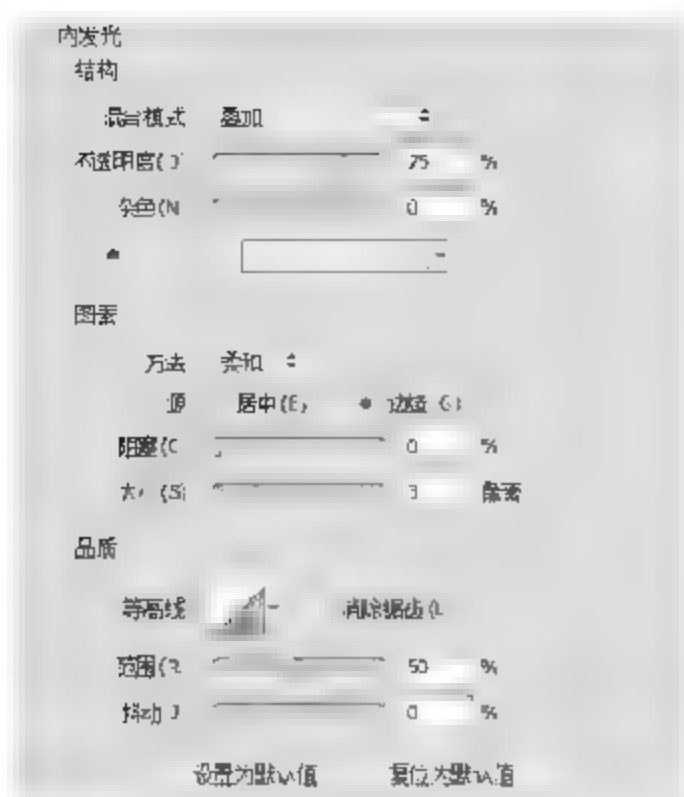 内发光
结构
混合模式 叠加
不透明度(O) 75 %
杂色(N 0 %
图素
方法 柔和
源 居中(E) 边缘(G)
阻塞(C 0 %
大小(S) 3 像素
品质
等高线 消除锯齿(L
范围(R 50 %
抖动 J 0 %
设置为默认值 复位为默认值